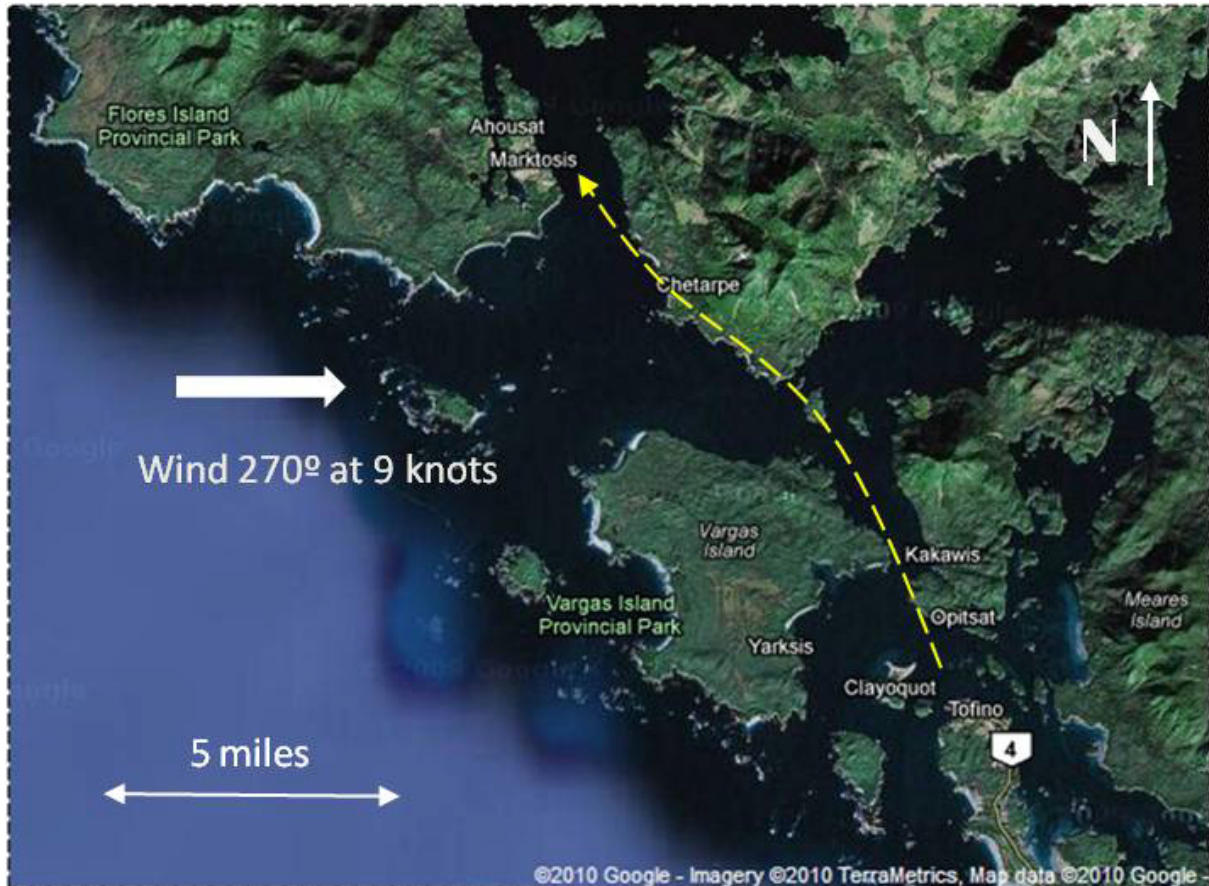 Flores Island
Provincial Park
Ahousat
Marktosis
N
Chetarpe
Wind 270º at 9 knots
Vargas
Island
Kakawis
Meares
Island
Vargas Island
Provincial Park
Opitsat
Yarksis
Clayoquot
Tofino
4
5 miles
©2010 Google - Imagery ©2010 TerraMetrics, Map data ©2010 Google -